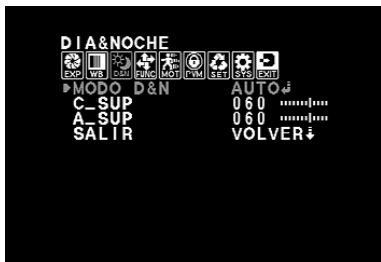 DIA&NOCHE
EXP WB D&N FUNC MOT PVM SET SYS EXIT
MODO D&N AUTO
C_SUP 060
A_SUP 060
SALIR VOLVER